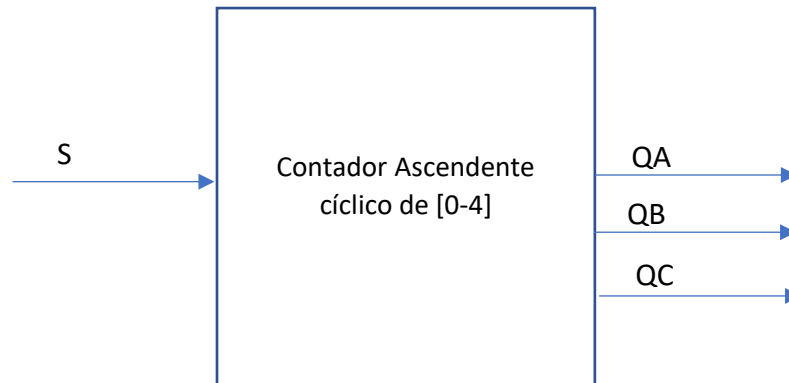 S
Contador Ascendente
cíclico de [0-4]
QA
QB
QC